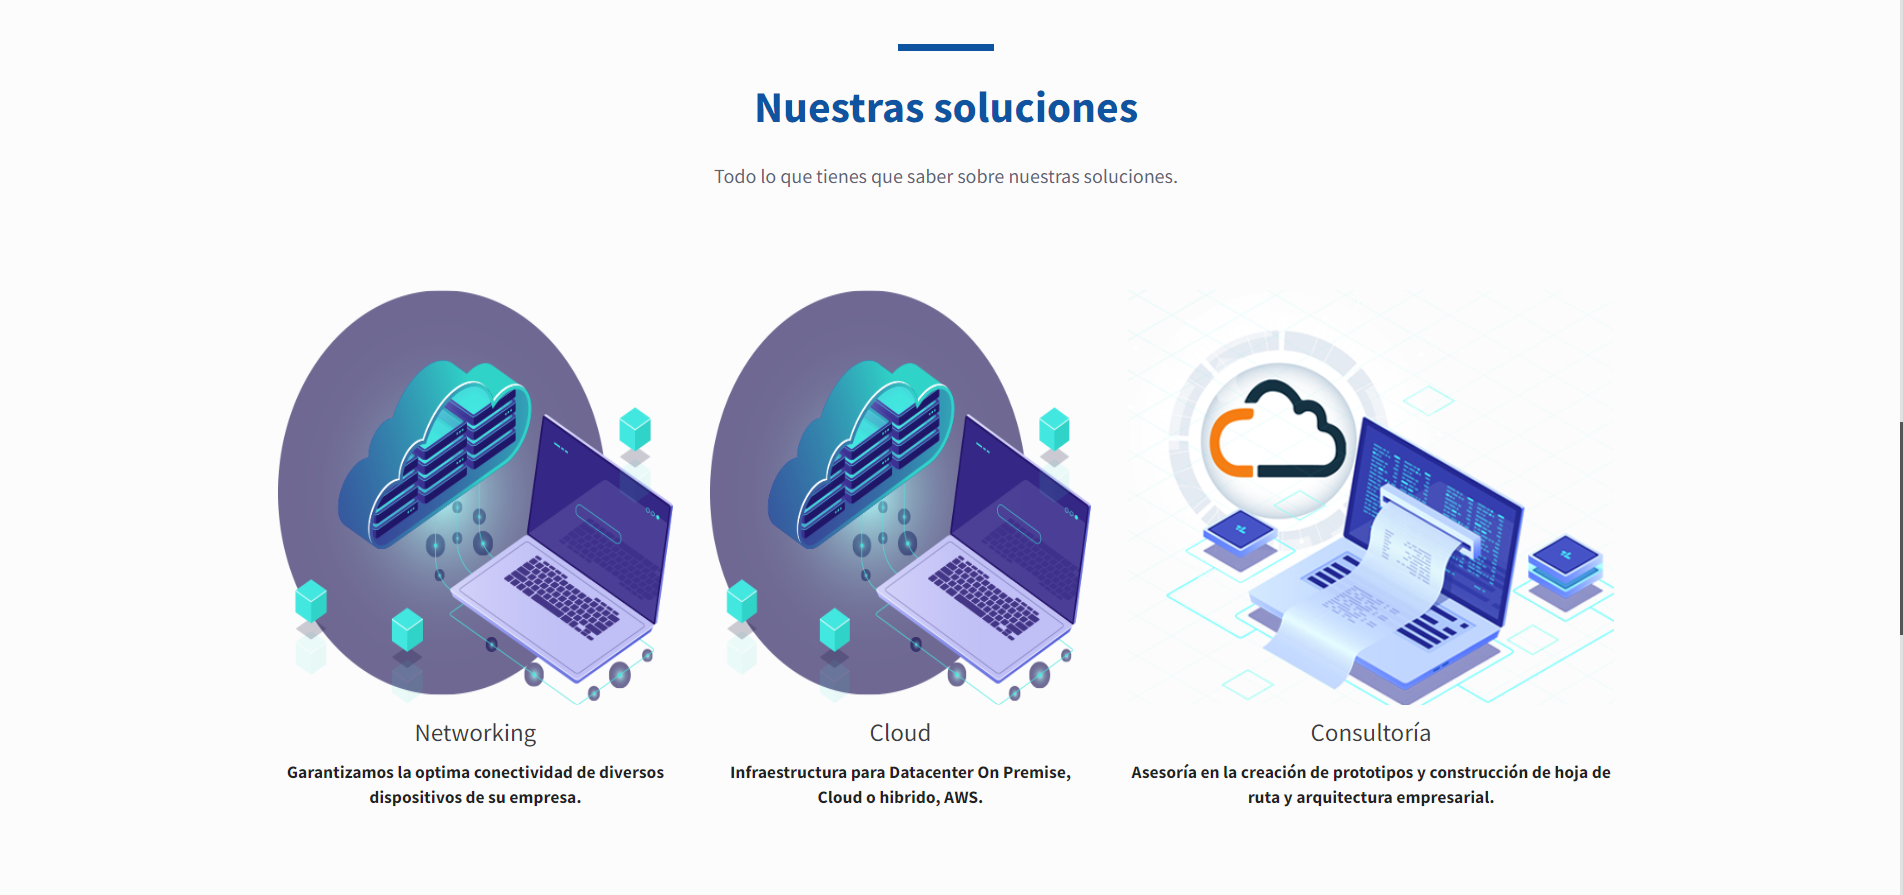 Nuestras soluciones
Todo lo que tienes que saber sobre nuestras soluciones.
Networking
Garantizamos la optima conectividad de diversos
dispositivos de su empresa.
Cloud
Infraestructura para Datacenter On Premise,
Cloud o hibrido, AWS.
Consultoría
Asesoría en la creación de prototipos y construcción de hoja de
ruta y arquitectura empresarial.